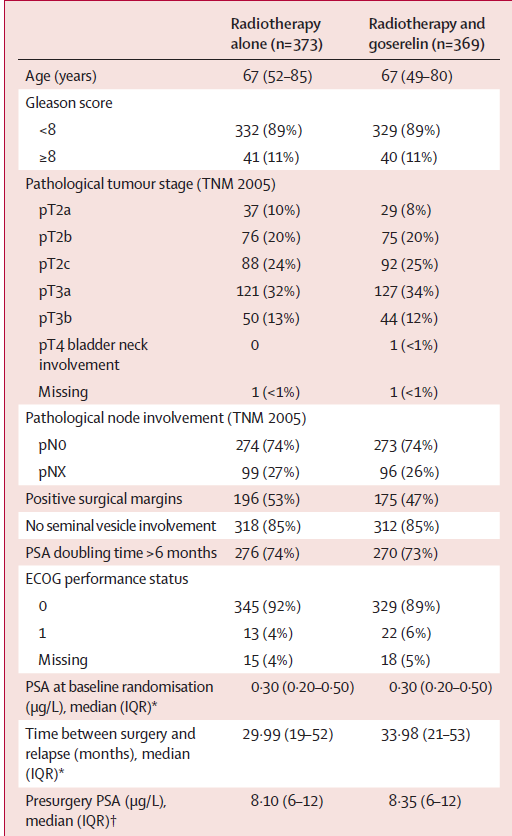 Radiotherapy alone (n=373) Radiotherapy and goserelin (n=369)
Age (years) 67 (52–85) 67 (49–80)
Gleason score
<8 332 (89%) 329 (89%)
≥8 41 (11%) 40 (11%)
Pathological tumour stage (TNM 2005)
pT2a 37 (10%) 29 (8%)
pT2b 76 (20%) 75 (20%)
pT2c 88 (24%) 92 (25%)
pT3a 121 (32%) 127 (34%)
pT3b 50 (13%) 44 (12%)
pT4 bladder neck 0 1 (<1%)
involvement
Missing 1 (<1%) 1 (<1%)
Pathological node involvement (TNM 2005)
pN0 274 (74%) 273 (74%)
pNX 99 (27%) 96 (26%)
Positive surgical margins 196 (53%) 175 (47%)
No seminal vesicle involvement 318 (85%) 312 (85%)
PSA doubling time >6 months 276 (74%) 270 (73%)
ECOG performance status
0 345 (92%) 329 (89%)
1 13 (4%) 22 (6%)
Missing 15 (4%) 18 (5%)
PSA at baseline randomisation 0·30 (0·20–0·50) 0·30 (0·20–0·50)
(µg/L), median (IQR)*
Time between surgery and 29·99 (19–52) 33·98 (21–53)
relapse (months), median
(IQR)*
Presurgery PSA (µg/L), 8·10 (6–12) 8·35 (6–12)
median (IQR)†